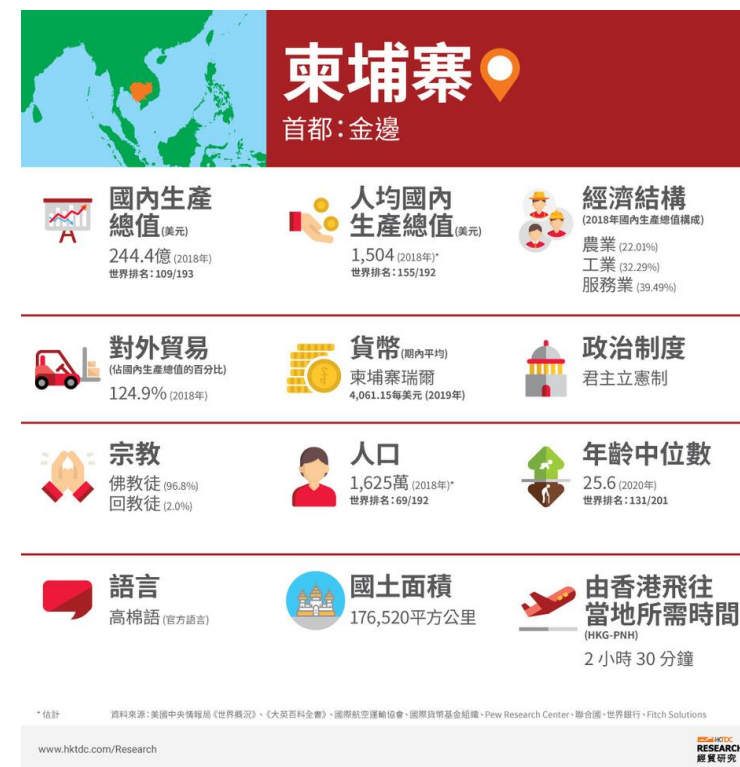 柬埔寨
首都：金邊
國內生產
總值(美元)
244.4億 (2018年)
世界排名：109/193
人均國內
生產總值(美元)
1,504 (2018年)*
世界排名：155/192
經濟結構
(2018年國內生產總值構成)
農業 (22.01%)
工業 (32.29%)
服務業 (39.49%)
對外貿易
(佔國內生產總值的百分比)
124.9% (2018年)
貨幣(期內平均)
柬埔寨瑞爾
4,061.15每美元 (2019年)
政治制度
君主立憲制
宗教
佛教徒 (96.8%)
回教徒 (2.0%)
人口
1,625萬 (2018年)*
世界排名：69/192
年齡中位數
25.6 (2020年)
世界排名：131/201
語言
高棉語 (官方語言)
國土面積
176,520平方公里
由香港飛往
當地所需時間
(HKG-PNH)
2 小時 30 分鐘
* 估計
資料來源：美國中央情報局《世界概況》、《大英百科全書》、國際航空運輸協會、國際貨幣基金組織、Pew Research Center、聯合國、世界銀行、Fitch Solutions
www.hktdc.com/Research
HKTDC
RESEARCH
經貿研究